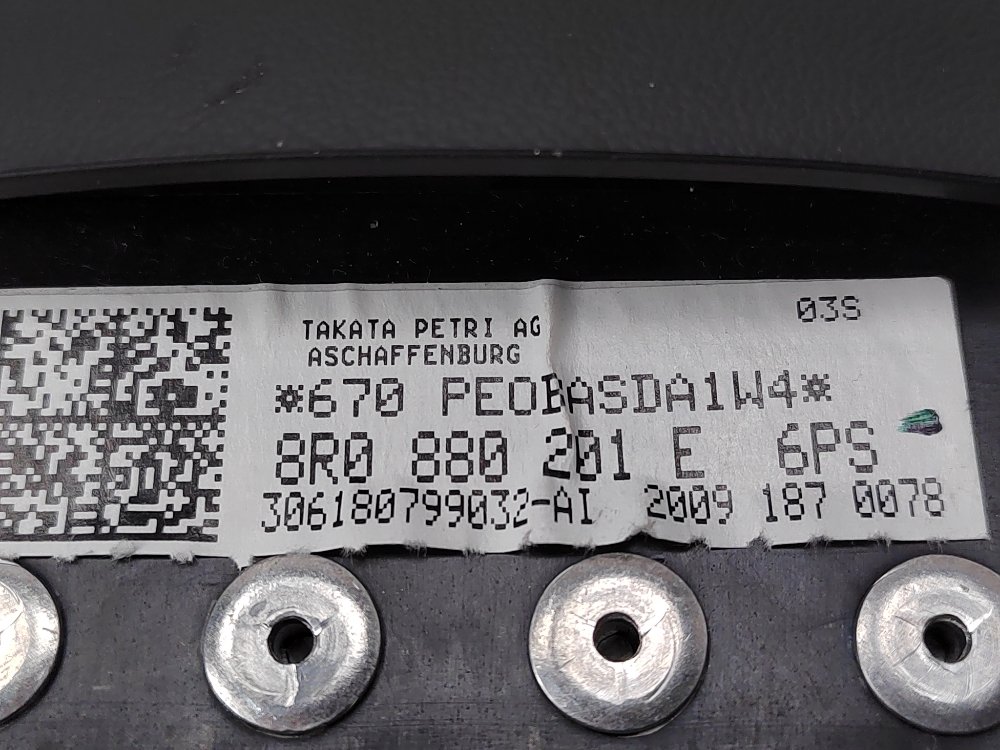 03S
TAKATA PETRI AG
ASCHAFFENBURG
*670 PEOBASDA1W4*
8R0 880 201 E 6PS
306180799032-AI 2009 187 0078